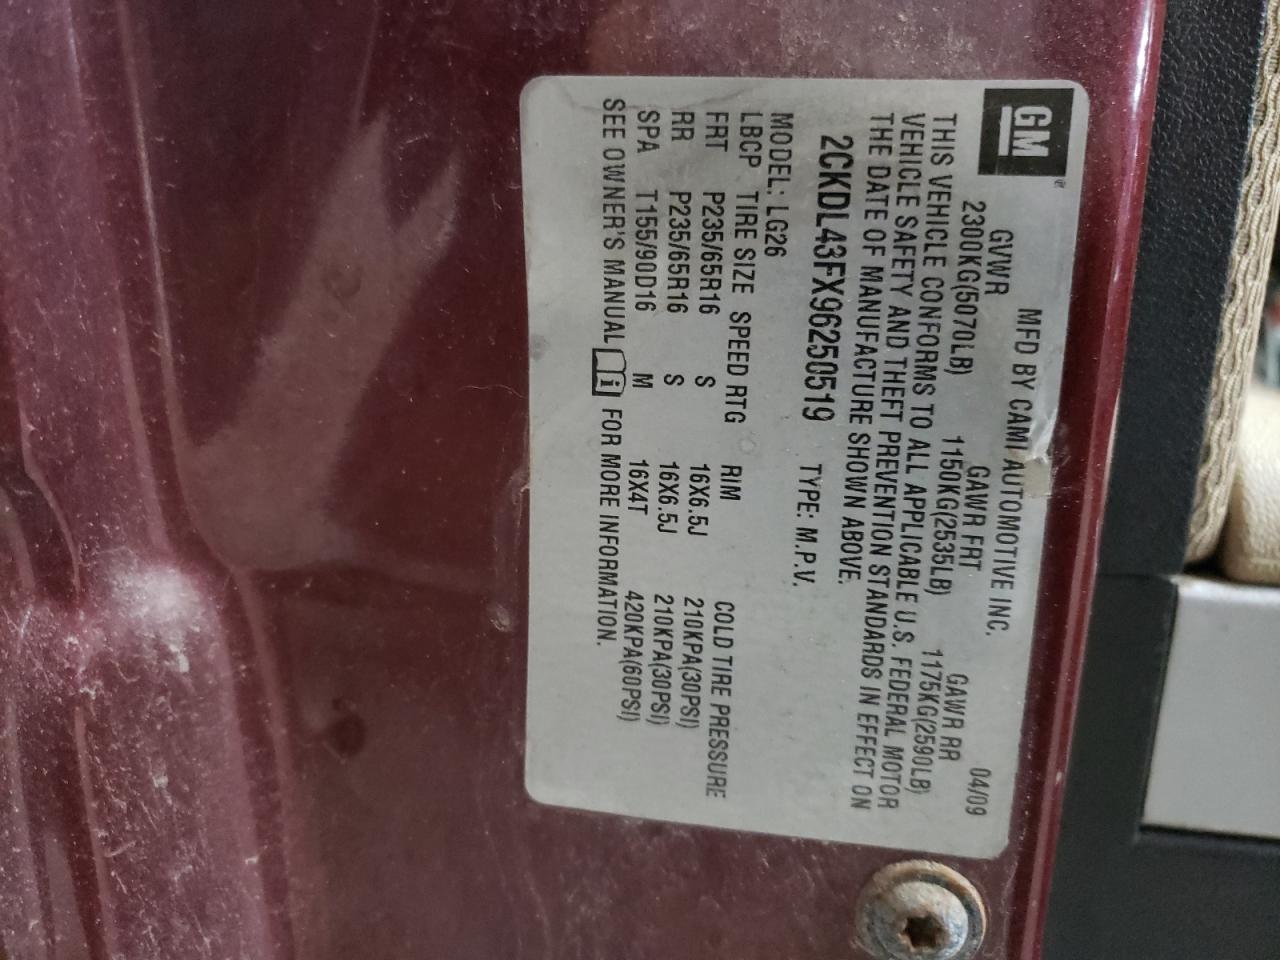 GM®
MFD BY CAMI AUTOMOTIVE INC. 04/09
GVWR GAWR FRT GAWR RR
2300KG(5070LB) 1150KG(2535LB) 1175KG(2590LB)
THIS VEHICLE CONFORMS TO ALL APPLICABLE U.S. FEDERAL MOTOR
VEHICLE SAFETY AND THEFT PREVENTION STANDARDS IN EFFECT ON
THE DATE OF MANUFACTURE SHOWN ABOVE.
2CKDL43FX96250519 TYPE: M.P.V.
MODEL: LG26
LBCP TIRE SIZE SPEED RTG RIM COLD TIRE PRESSURE
FRT P235/65R16 S 16X6.5J 210KPA(30PSI)
RR P235/65R16 S 16X6.5J 210KPA(30PSI)
SPA T155/90D16 M 16X4T 420KPA(60PSI)
SEE OWNER'S MANUAL i FOR MORE INFORMATION.